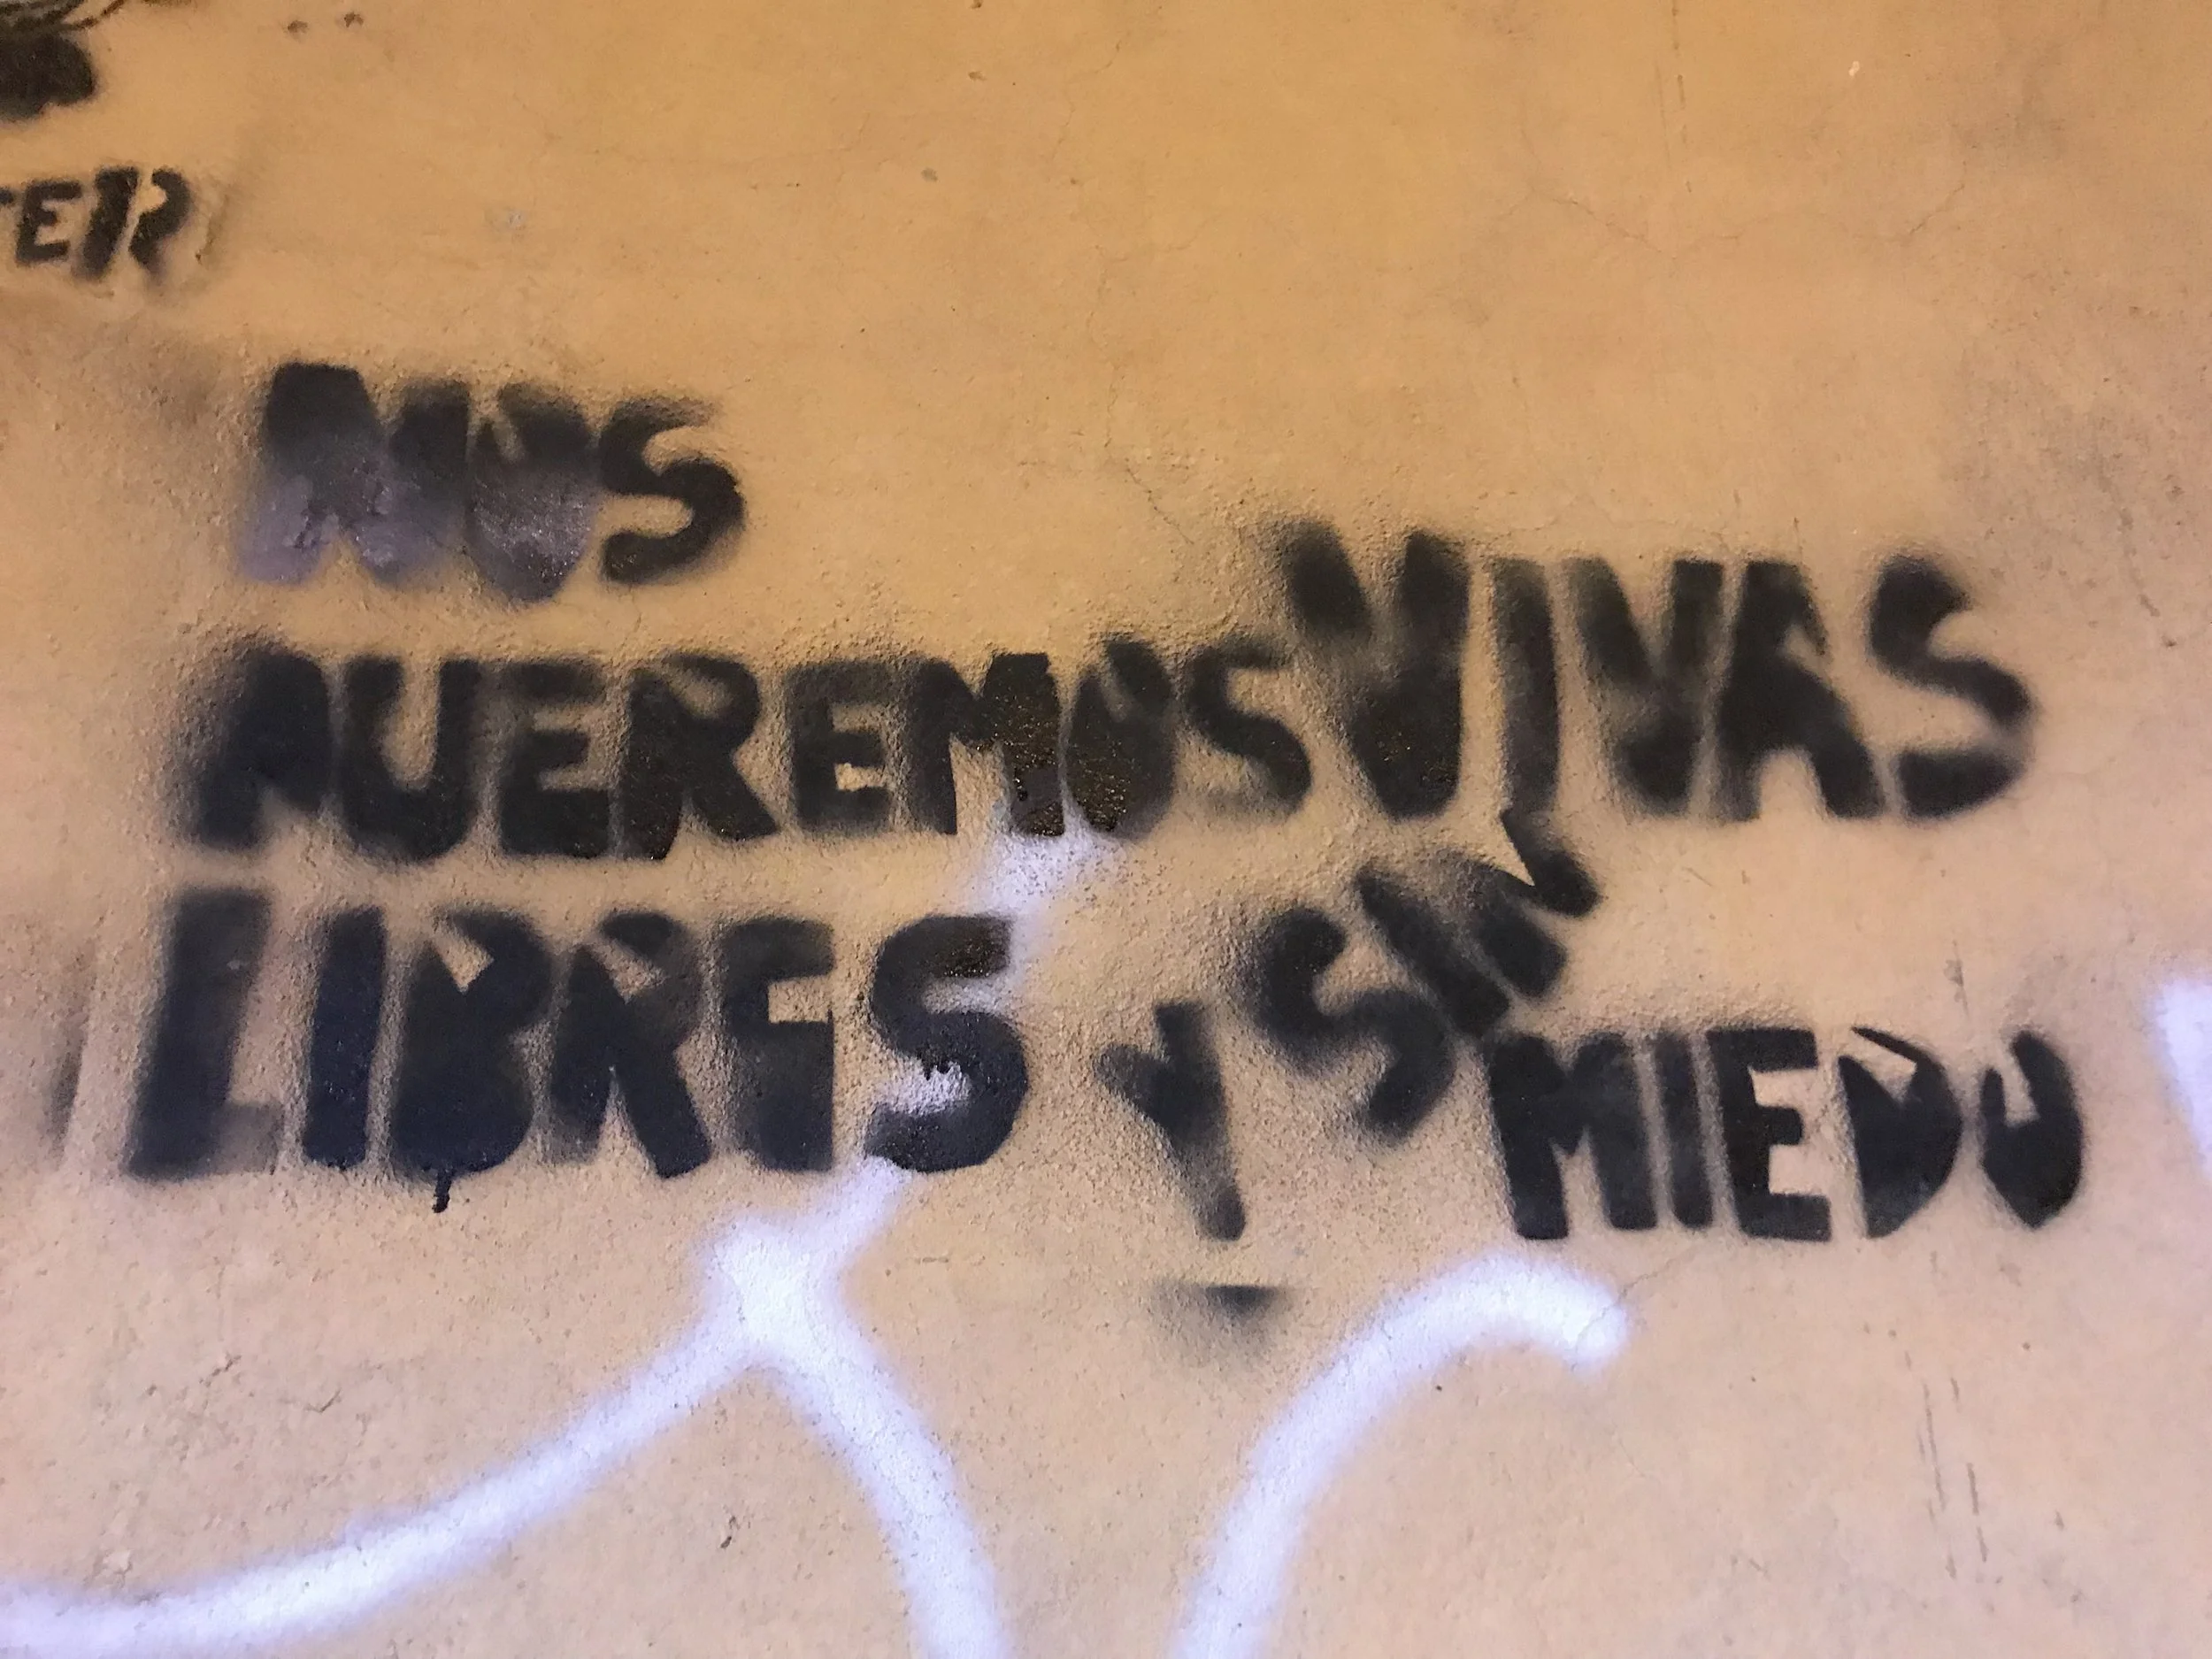 NOS
QUEREMOS VIVAS
LIBRES Y SIN
MIEDO